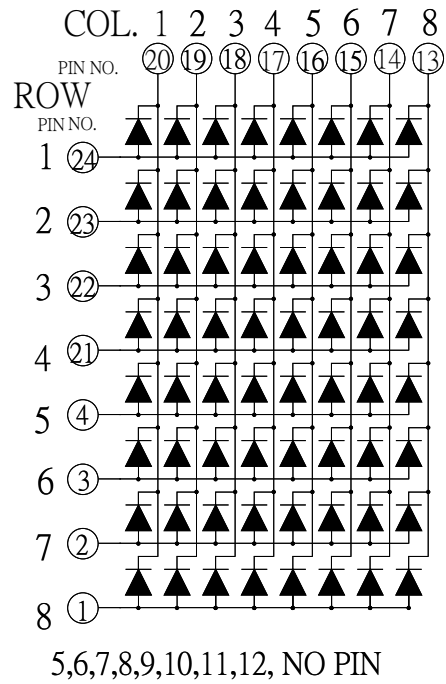 COL. 1 2 3 4 5 6 7 8
PIN NO. 20 19 18 17 16 15 14 13
ROW
PIN NO.
1 24
2 23
3 22
4 21
5 4
6 3
7 2
8 1
5,6,7,8,9,10,11,12, NO PIN